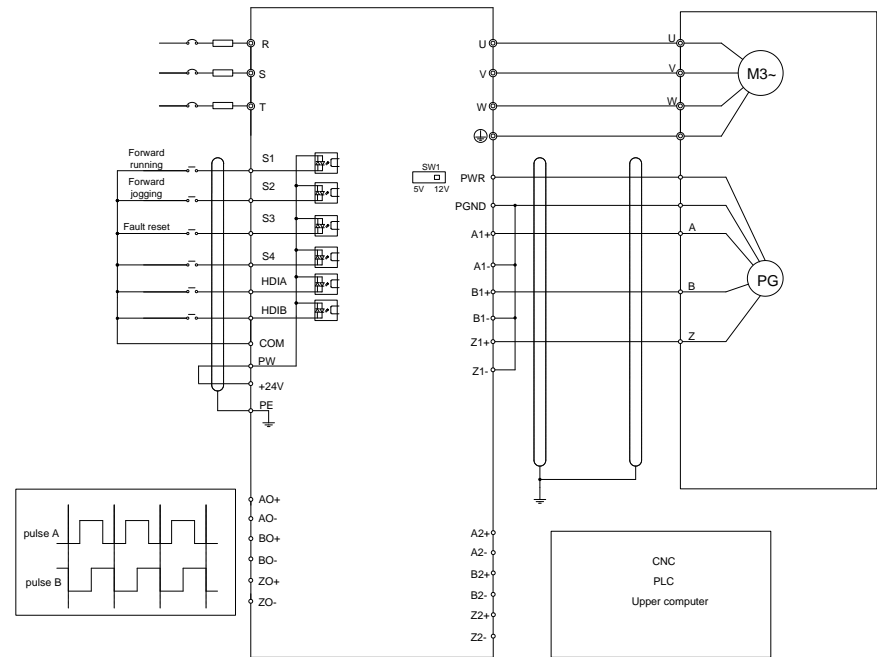 R
S
T
U
V
W
U
V
W
M3~
Forward
running
Forward
jogging
Fault reset
S1
S2
S3
S4
HDIA
HDIB
COM
PW
+24V
PE
SW1
5V 12V
PWR
PGND
A1+
A1-
B1+
B1-
Z1+
Z1-
A
B
Z
PG
pulse A
pulse B
AO+
AO-
BO+
BO-
ZO+
ZO-
A2+
A2-
B2+
B2-
Z2+
Z2-
CNC
PLC
Upper computer